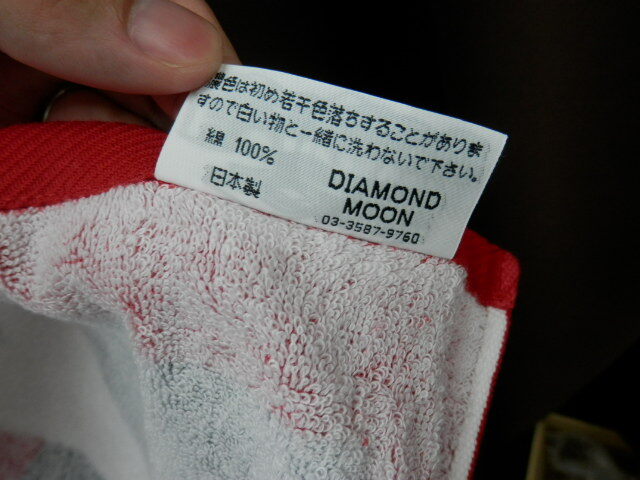 濃色は初め若干色落ちすることがありま
すので白い物と一緒に洗わないで下さい。
綿 100%
日本製
DIAMOND
MOON
03-3587-9760